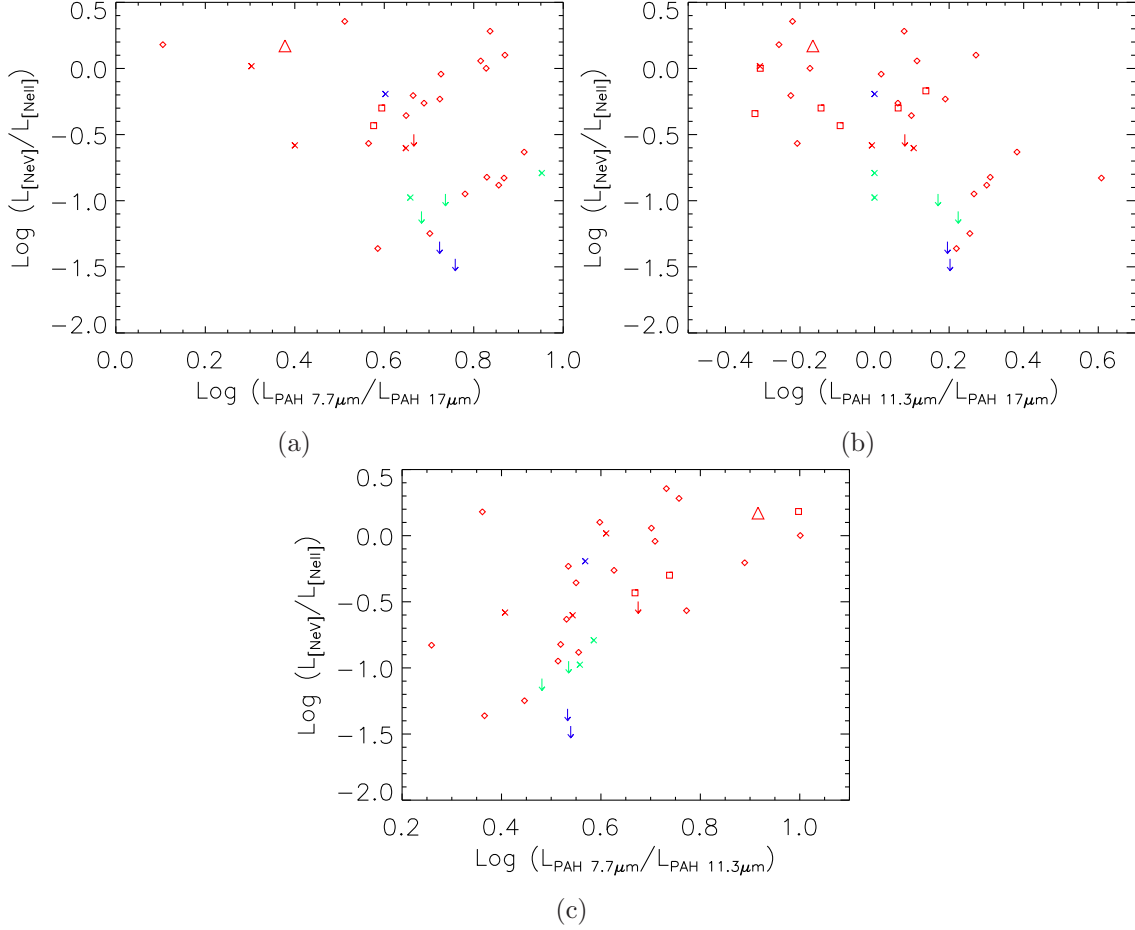 0.5
0.0
−0.5
−1.0
−1.5
−2.0
Log (L[NeV]/L[NeII])
0.0 0.2 0.4 0.6 0.8 1.0
Log (LPAH 7.7μm/LPAH 17μm)
(a)
0.5
0.0
−0.5
−1.0
−1.5
−2.0
Log (L[NeV]/L[NeII])
−0.4 −0.2 0.0 0.2 0.4 0.6
Log (LPAH 11.3μm/LPAH 17μm)
(b)
0.5
0.0
−0.5
−1.0
−1.5
−2.0
Log (L[NeV]/L[NeII])
0.2 0.4 0.6 0.8 1.0
Log (LPAH 7.7μm/LPAH 11.3μm)
(c)